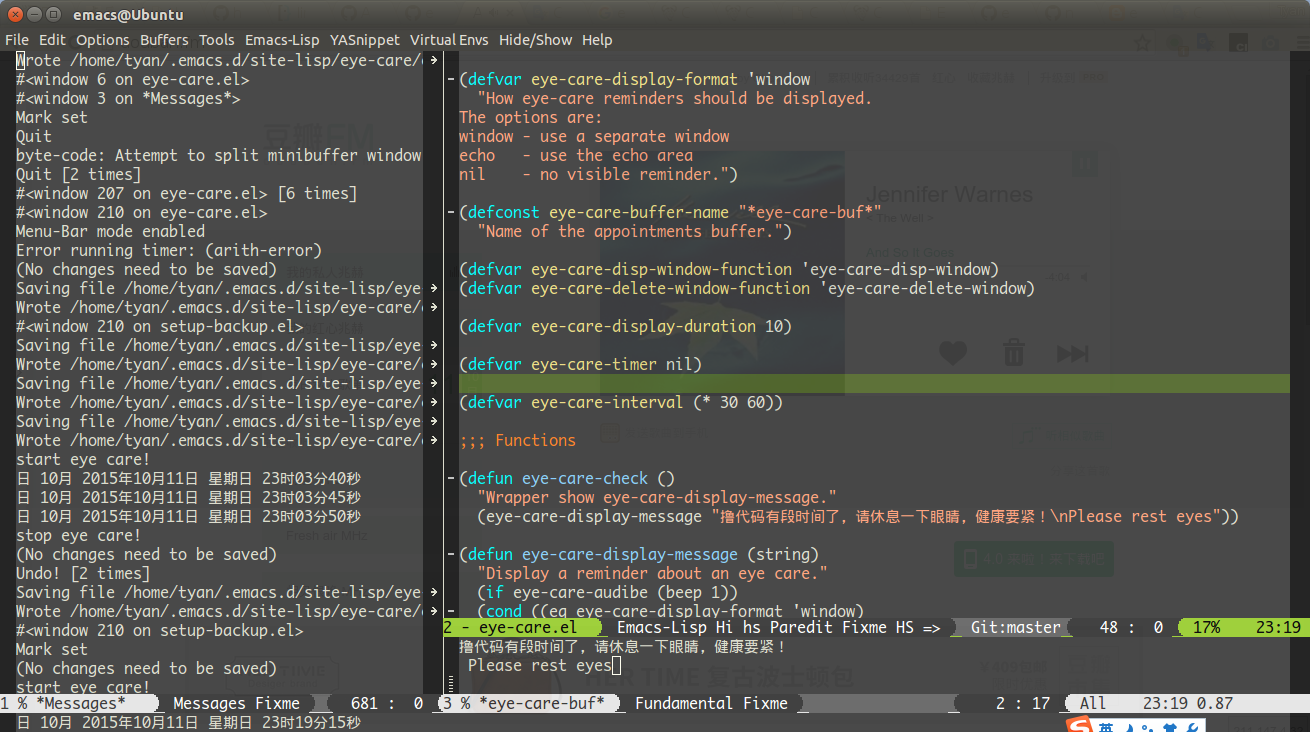 emacs@Ubuntu
File Edit Options Buffers Tools Emacs-Lisp YASnippet Virtual Envs Hide/Show Help
Wrote /home/tyan/.emacs.d/site-lisp/eye-care/
#<window 6 on eye-care.el>
#<window 3 on *Messages*>
Mark set
Quit
byte-code: Attempt to split minibuffer window
Quit [2 times]
#<window 207 on eye-care.el> [6 times]
#<window 210 on eye-care.el>
Menu-Bar mode enabled
Error running timer: (arith-error)
(No changes need to be saved)
Saving file /home/tyan/.emacs.d/site-lisp/eye
Wrote /home/tyan/.emacs.d/site-lisp/eye-care/
#<window 210 on setup-backup.el>
Saving file /home/tyan/.emacs.d/site-lisp/eye
Wrote /home/tyan/.emacs.d/site-lisp/eye-care/
Saving file /home/tyan/.emacs.d/site-lisp/eye
Wrote /home/tyan/.emacs.d/site-lisp/eye-care/
Saving file /home/tyan/.emacs.d/site-lisp/eye
Wrote /home/tyan/.emacs.d/site-lisp/eye-care/
start eye care!
日 10月 2015年10月11日 星期日 23时03分40秒
日 10月 2015年10月11日 星期日 23时03分45秒
日 10月 2015年10月11日 星期日 23时03分50秒
stop eye care!
(No changes need to be saved)
Undo! [2 times]
Saving file /home/tyan/.emacs.d/site-lisp/eye
Wrote /home/tyan/.emacs.d/site-lisp/eye-care/
#<window 210 on setup-backup.el>
Mark set
(No changes need to be saved)
start eye care!
1 % *Messages* Messages Fixme 681 : 0
日 10月 2015年10月11日 星期日 23时19分15秒
(defvar eye-care-display-format 'window
"How eye-care reminders should be displayed.
The options are:
window - use a separate window
echo - use the echo area
nil - no visible reminder.")
(defconst eye-care-buffer-name "*eye-care-buf*"
"Name of the appointments buffer.")
(defvar eye-care-disp-window-function 'eye-care-disp-window)
(defvar eye-care-delete-window-function 'eye-care-delete-window)
(defvar eye-care-display-duration 10)
(defvar eye-care-timer nil)
(defvar eye-care-interval (* 30 60))
;;; Functions
(defun eye-care-check ()
"Wrapper show eye-care-display-message."
(eye-care-display-message "撸代码有段时间了，请休息一下眼睛，健康要紧！\nPlease rest eyes"))
(defun eye-care-display-message (string)
"Display a reminder about an eye care."
(if eye-care-audibe (beep 1))
(cond ((eq eye-care-display-format 'window)
2 - eye-care.el Emacs-Lisp Hi hs Paredit Fixme HS => Git:master 48 : 0 17% 23:19
撸代码有段时间了，请休息一下眼睛，健康要紧！
Please rest eyes
3 % *eye-care-buf* Fundamental Fixme 2 : 17 All 23:19 0.87
豆瓣FM
Jennifer Warnes
< The Well >
And So It Goes
Fresh air MHz
英